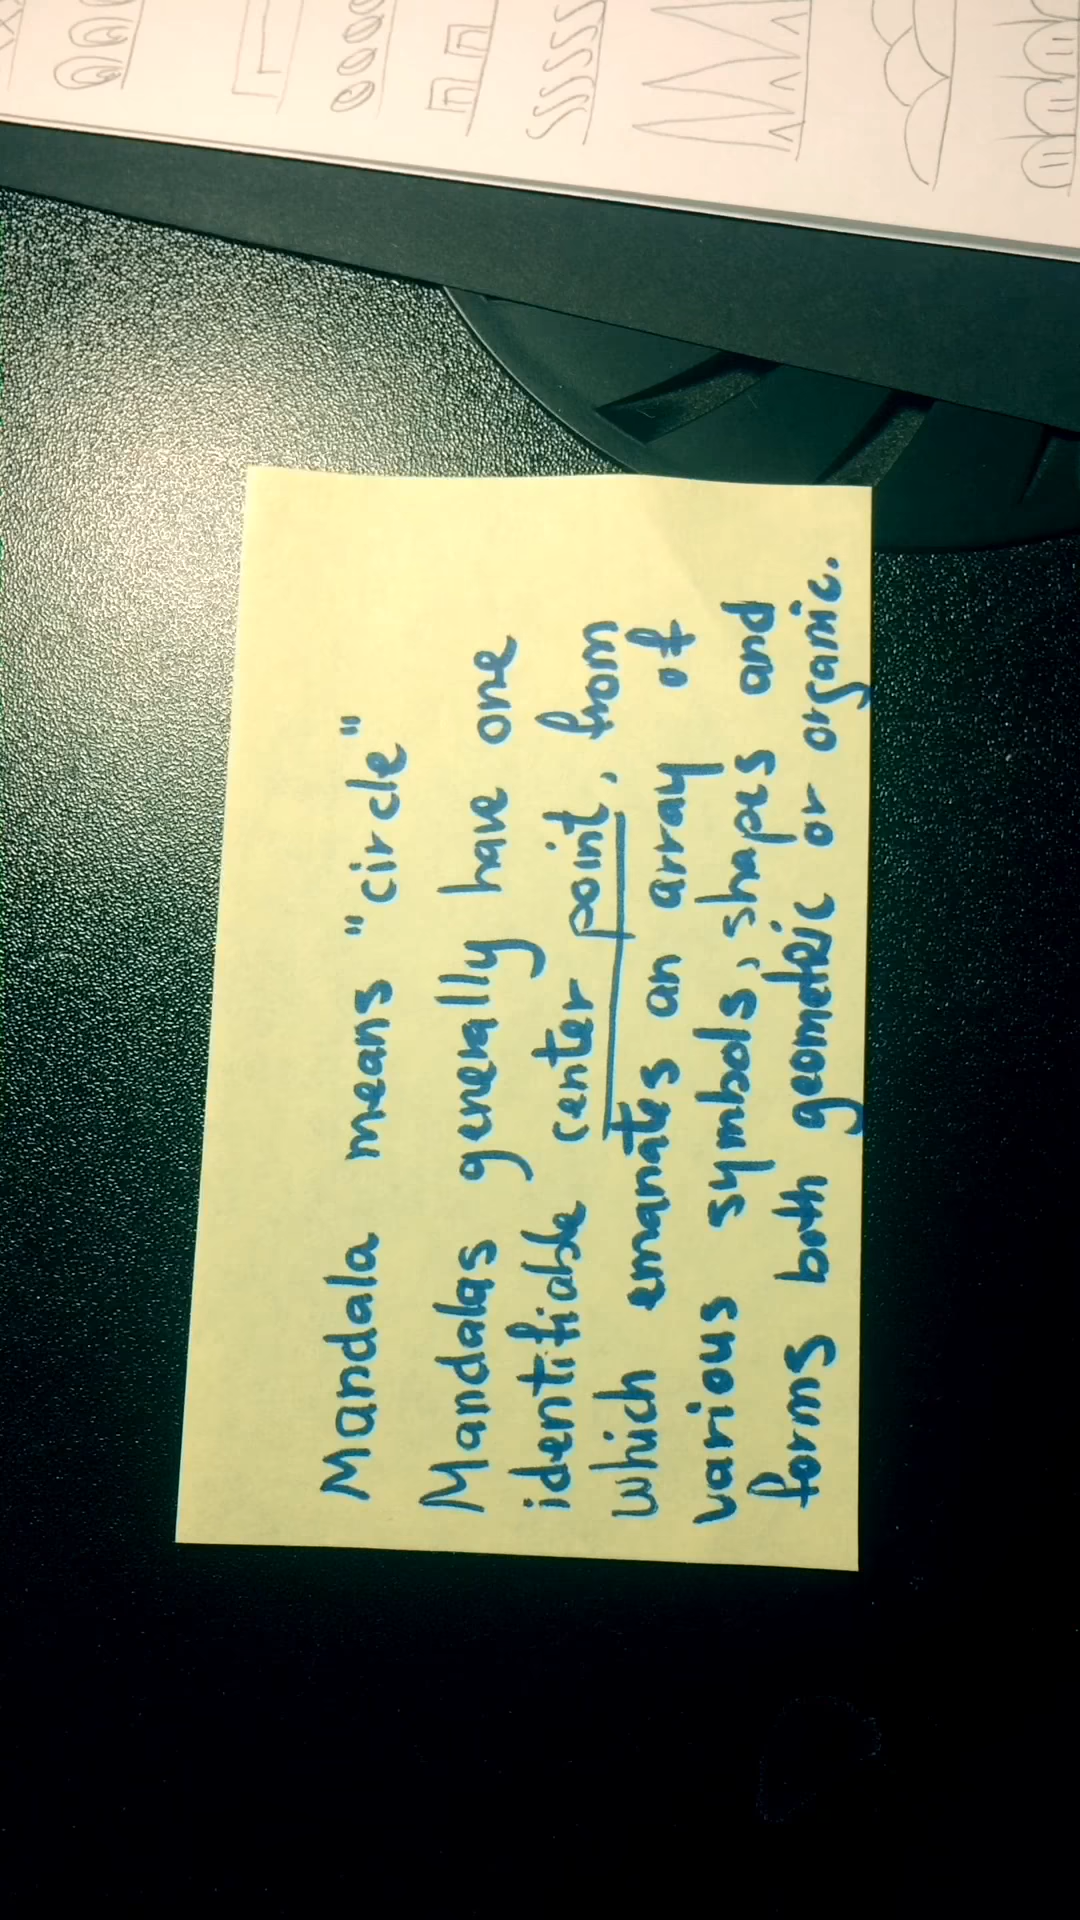 Mandala means "circle"
Mandalas generally have one
identifiable center point, from
which emanates an array of
various symbols, shapes and
forms both geometric or organic.